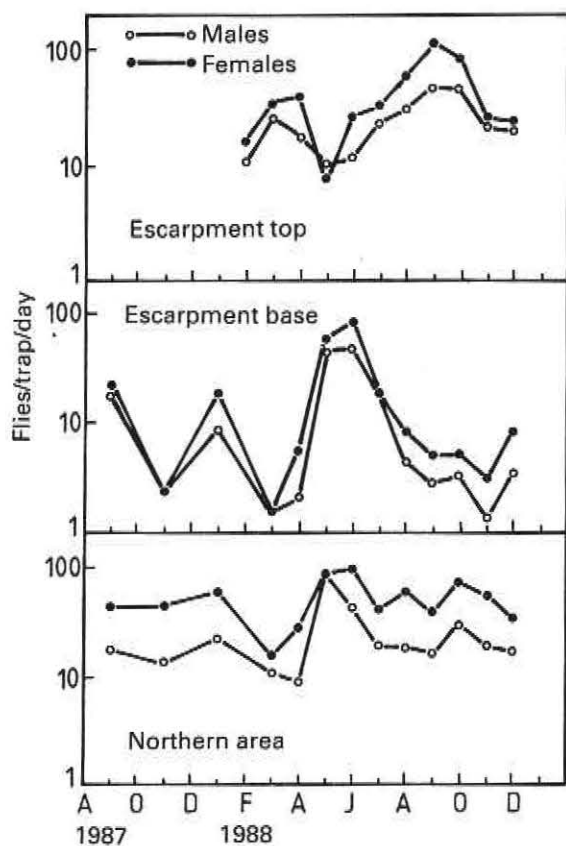 Males
Females
100
10
1
Escarpment top
Escarpment base
100
10
1
Flies/trap/day
100
10
1
Northern area
A O D F A J A O D
1987 1988